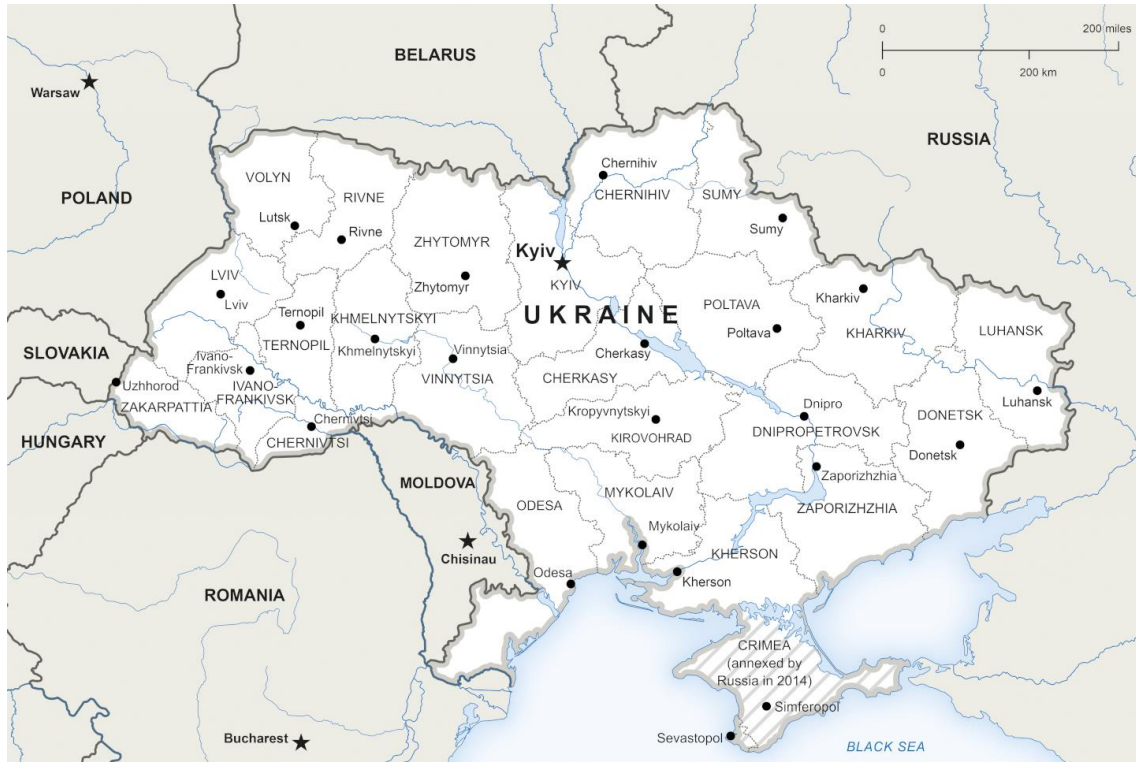 0 200 miles
0 200 km
BELARUS
Warsaw
RUSSIA
POLAND
Chernihiv
CHERNIHIV
SUMY
Sumy
VOLYN
RIVNE
Lutsk
Rivne
ZHYTOMYR
Zhytomyr
Kyiv
KYIV
UKRAINE
LVIV
Lviv
Ternopil
TERNOPIL
KHMELNYTSKYI
Khmelnytskyi
Vinnytsia
VINNYTSIA
Cherkasy
CHERKASY
POLTAVA
Poltava
Kharkiv
KHARKIV
LUHANSK
Luhansk
SLOVAKIA
Uzhhorod
ZAKARPATTIA
Ivano-
Frankivsk
IVANO-
FRANKIVSK
Chernivtsi
CHERNIVTSI
HUNGARY
Kropyvnytskyi
KIROVOHRAD
Dnipro
DNIPROPETROVSK
DONETSK
Donetsk
Zaporizhzhia
ZAPORIZHZHIA
MOLDOVA
Chisinau
ODESA
Odesa
MYKOLAIV
Mykolaiv
KHERSON
Kherson
ROMANIA
Bucharest
CRIMEA
(annexed by
Russia in 2014)
Simferopol
Sevastopol
BLACK SEA